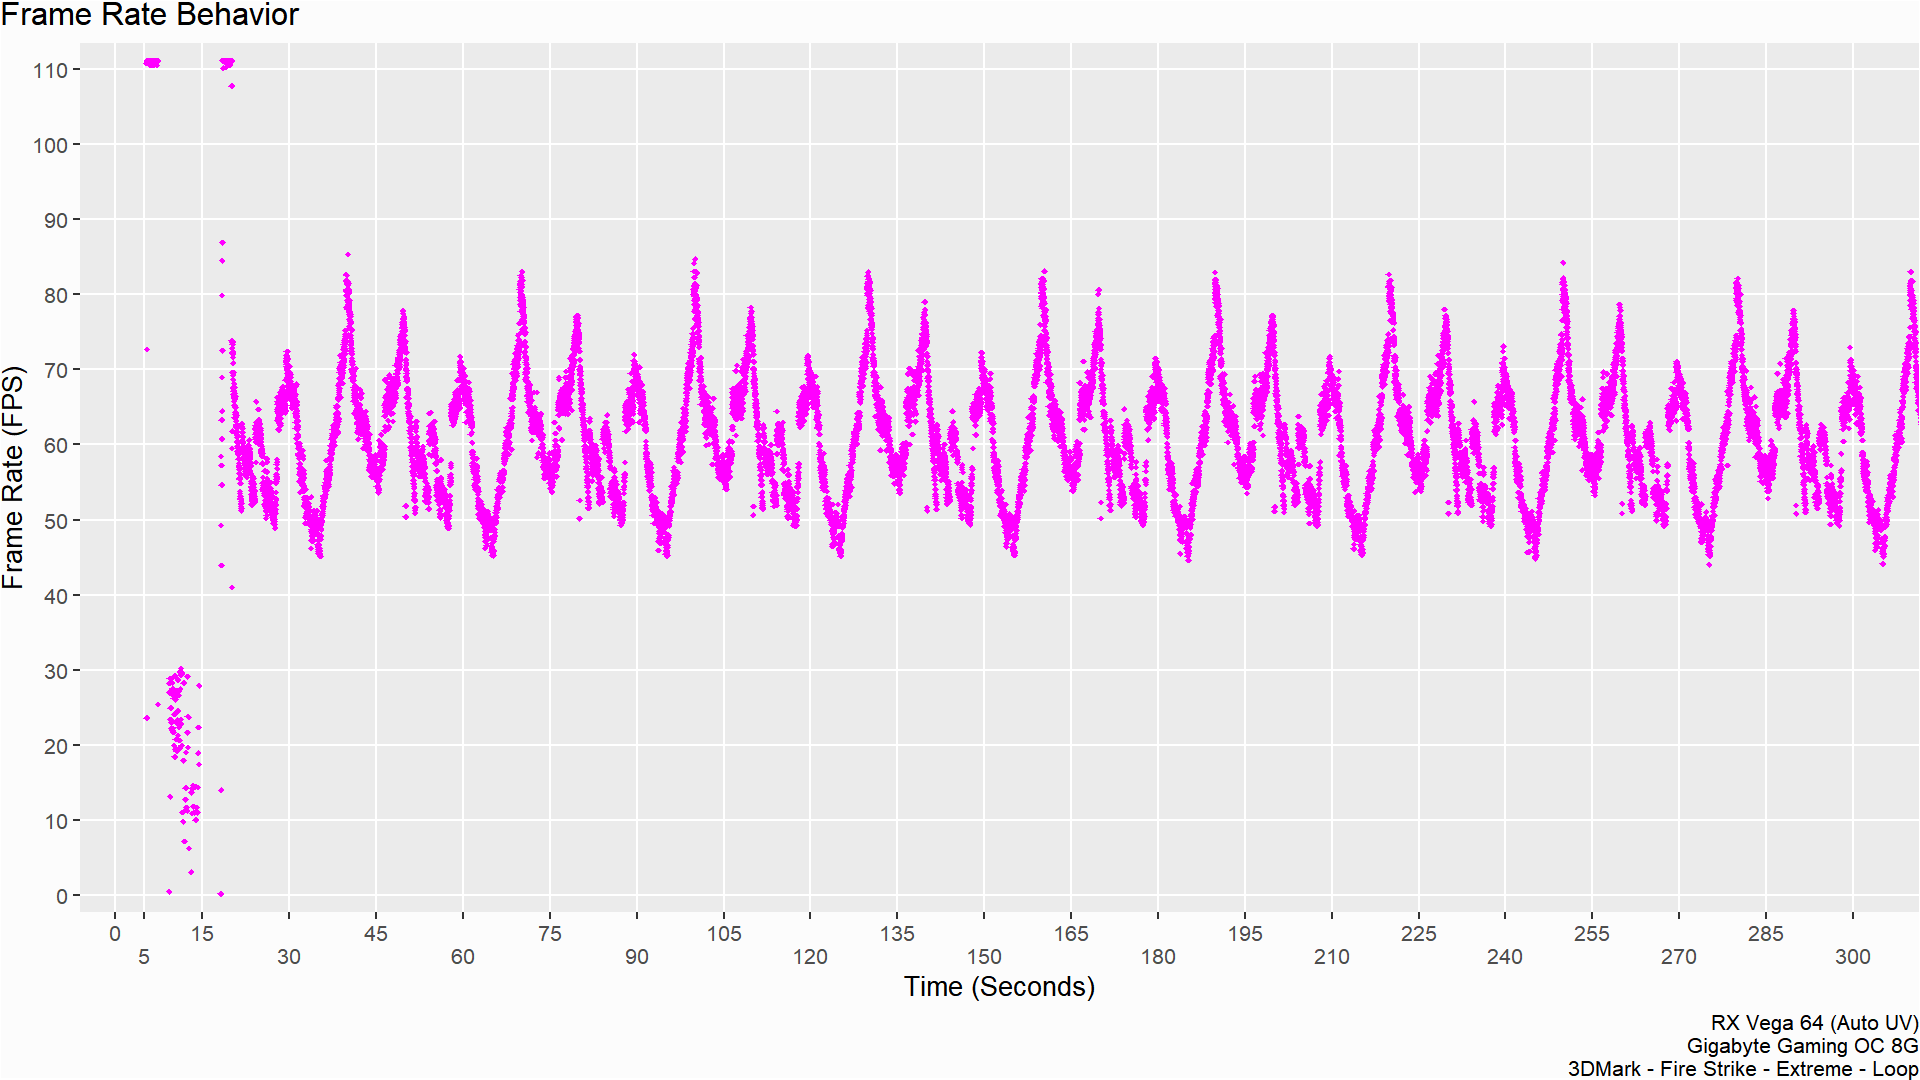 Frame Rate Behavior
Frame Rate (FPS)
110
100
90
80
70
60
50
40
30
20
10
0
0 15 45 75 105 135 165 195 225 255 285
5 30 60 90 120 150 180 210 240 270 300
Time (Seconds)
RX Vega 64 (Auto UV)
Gigabyte Gaming OC 8G
3DMark - Fire Strike - Extreme - Loop